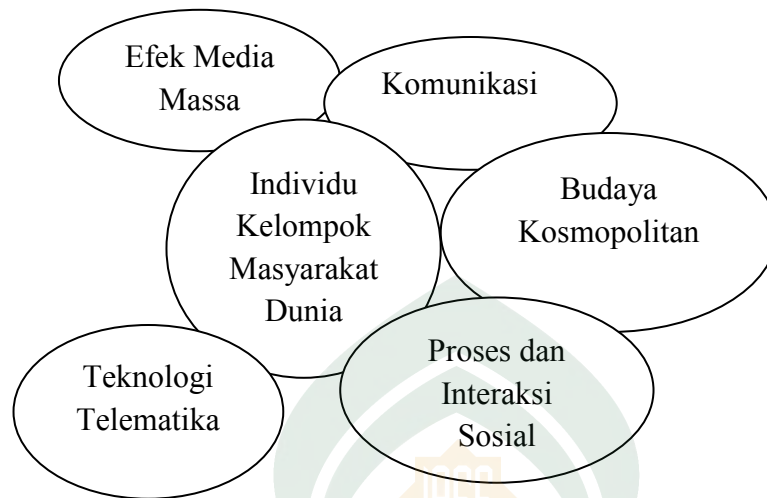 Efek Media
Massa
Komunikasi
Individu
Kelompok
Masyarakat
Dunia
Budaya
Kosmopolitan
Teknologi
Telematika
Proses dan
Interaksi
Sosial